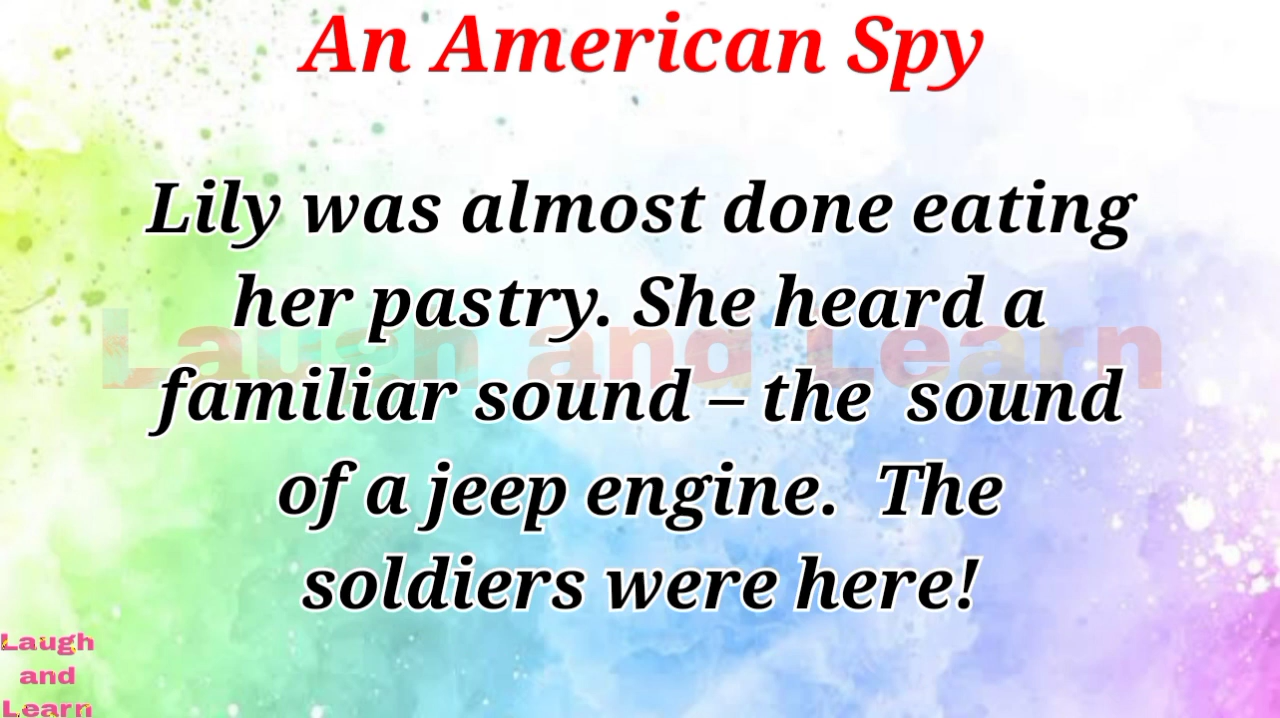 An American Spy
Lily was almost done eating
her pastry. She heard a
Laugh and Learn
familiar sound – the  sound
of a jeep engine.  The
soldiers were here!
Laugh
and
Learn